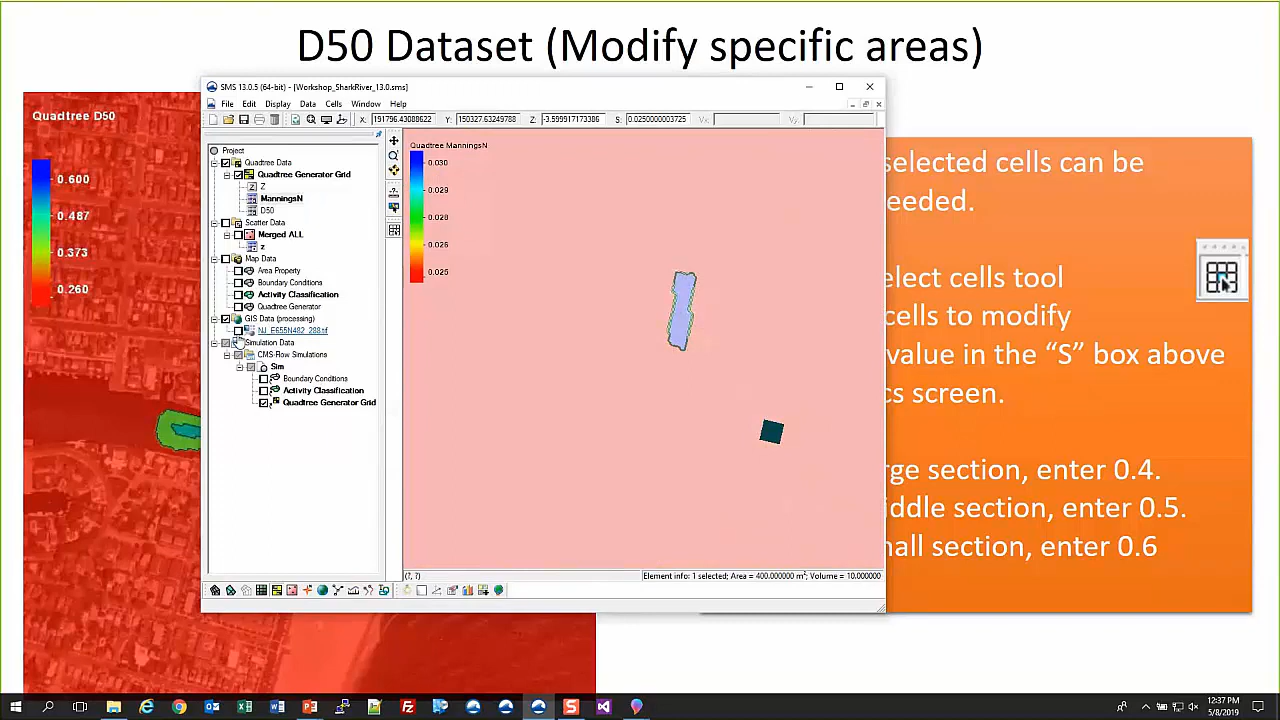 D50 Dataset (Modify specific areas)
Quadtree D50
0.600
0.487
0.373
0.260
SMS 13.0.5 (64-bit) - [Workshop_SharkRiver_13.0.sms]
File Edit Display Data Cells Window Help
X: 191796.43088622 Y: 150327.63249788 Z: -3.599917173386 S: 0.0250000003725 Vx: Vy:
Project
Quadtree Data
Quadtree Generator Grid
Z
ManningsN
D50
Scatter Data
Merged ALL
z
Map Data
Area Property
Boundary Conditions
Activity Classification
Quadtree Generator
GIS Data (processing)
NJ_E655N482_288.tif
Simulation Data
CMS-Flow Simulations
Sim
Boundary Conditions
Activity Classification
Quadtree Generator Grid
Quadtree ManningsN
0.030
0.029
0.028
0.026
0.025
(?, ?)
Element info: 1 selected; Area = 400.000000 m²; Volume = 10.000000
selected cells can be
eeded.
elect cells tool
cells to modify
value in the “S” box above
cs screen.
rge section, enter 0.4.
iddle section, enter 0.5.
nall section, enter 0.6
12:37 PM
5/8/2019